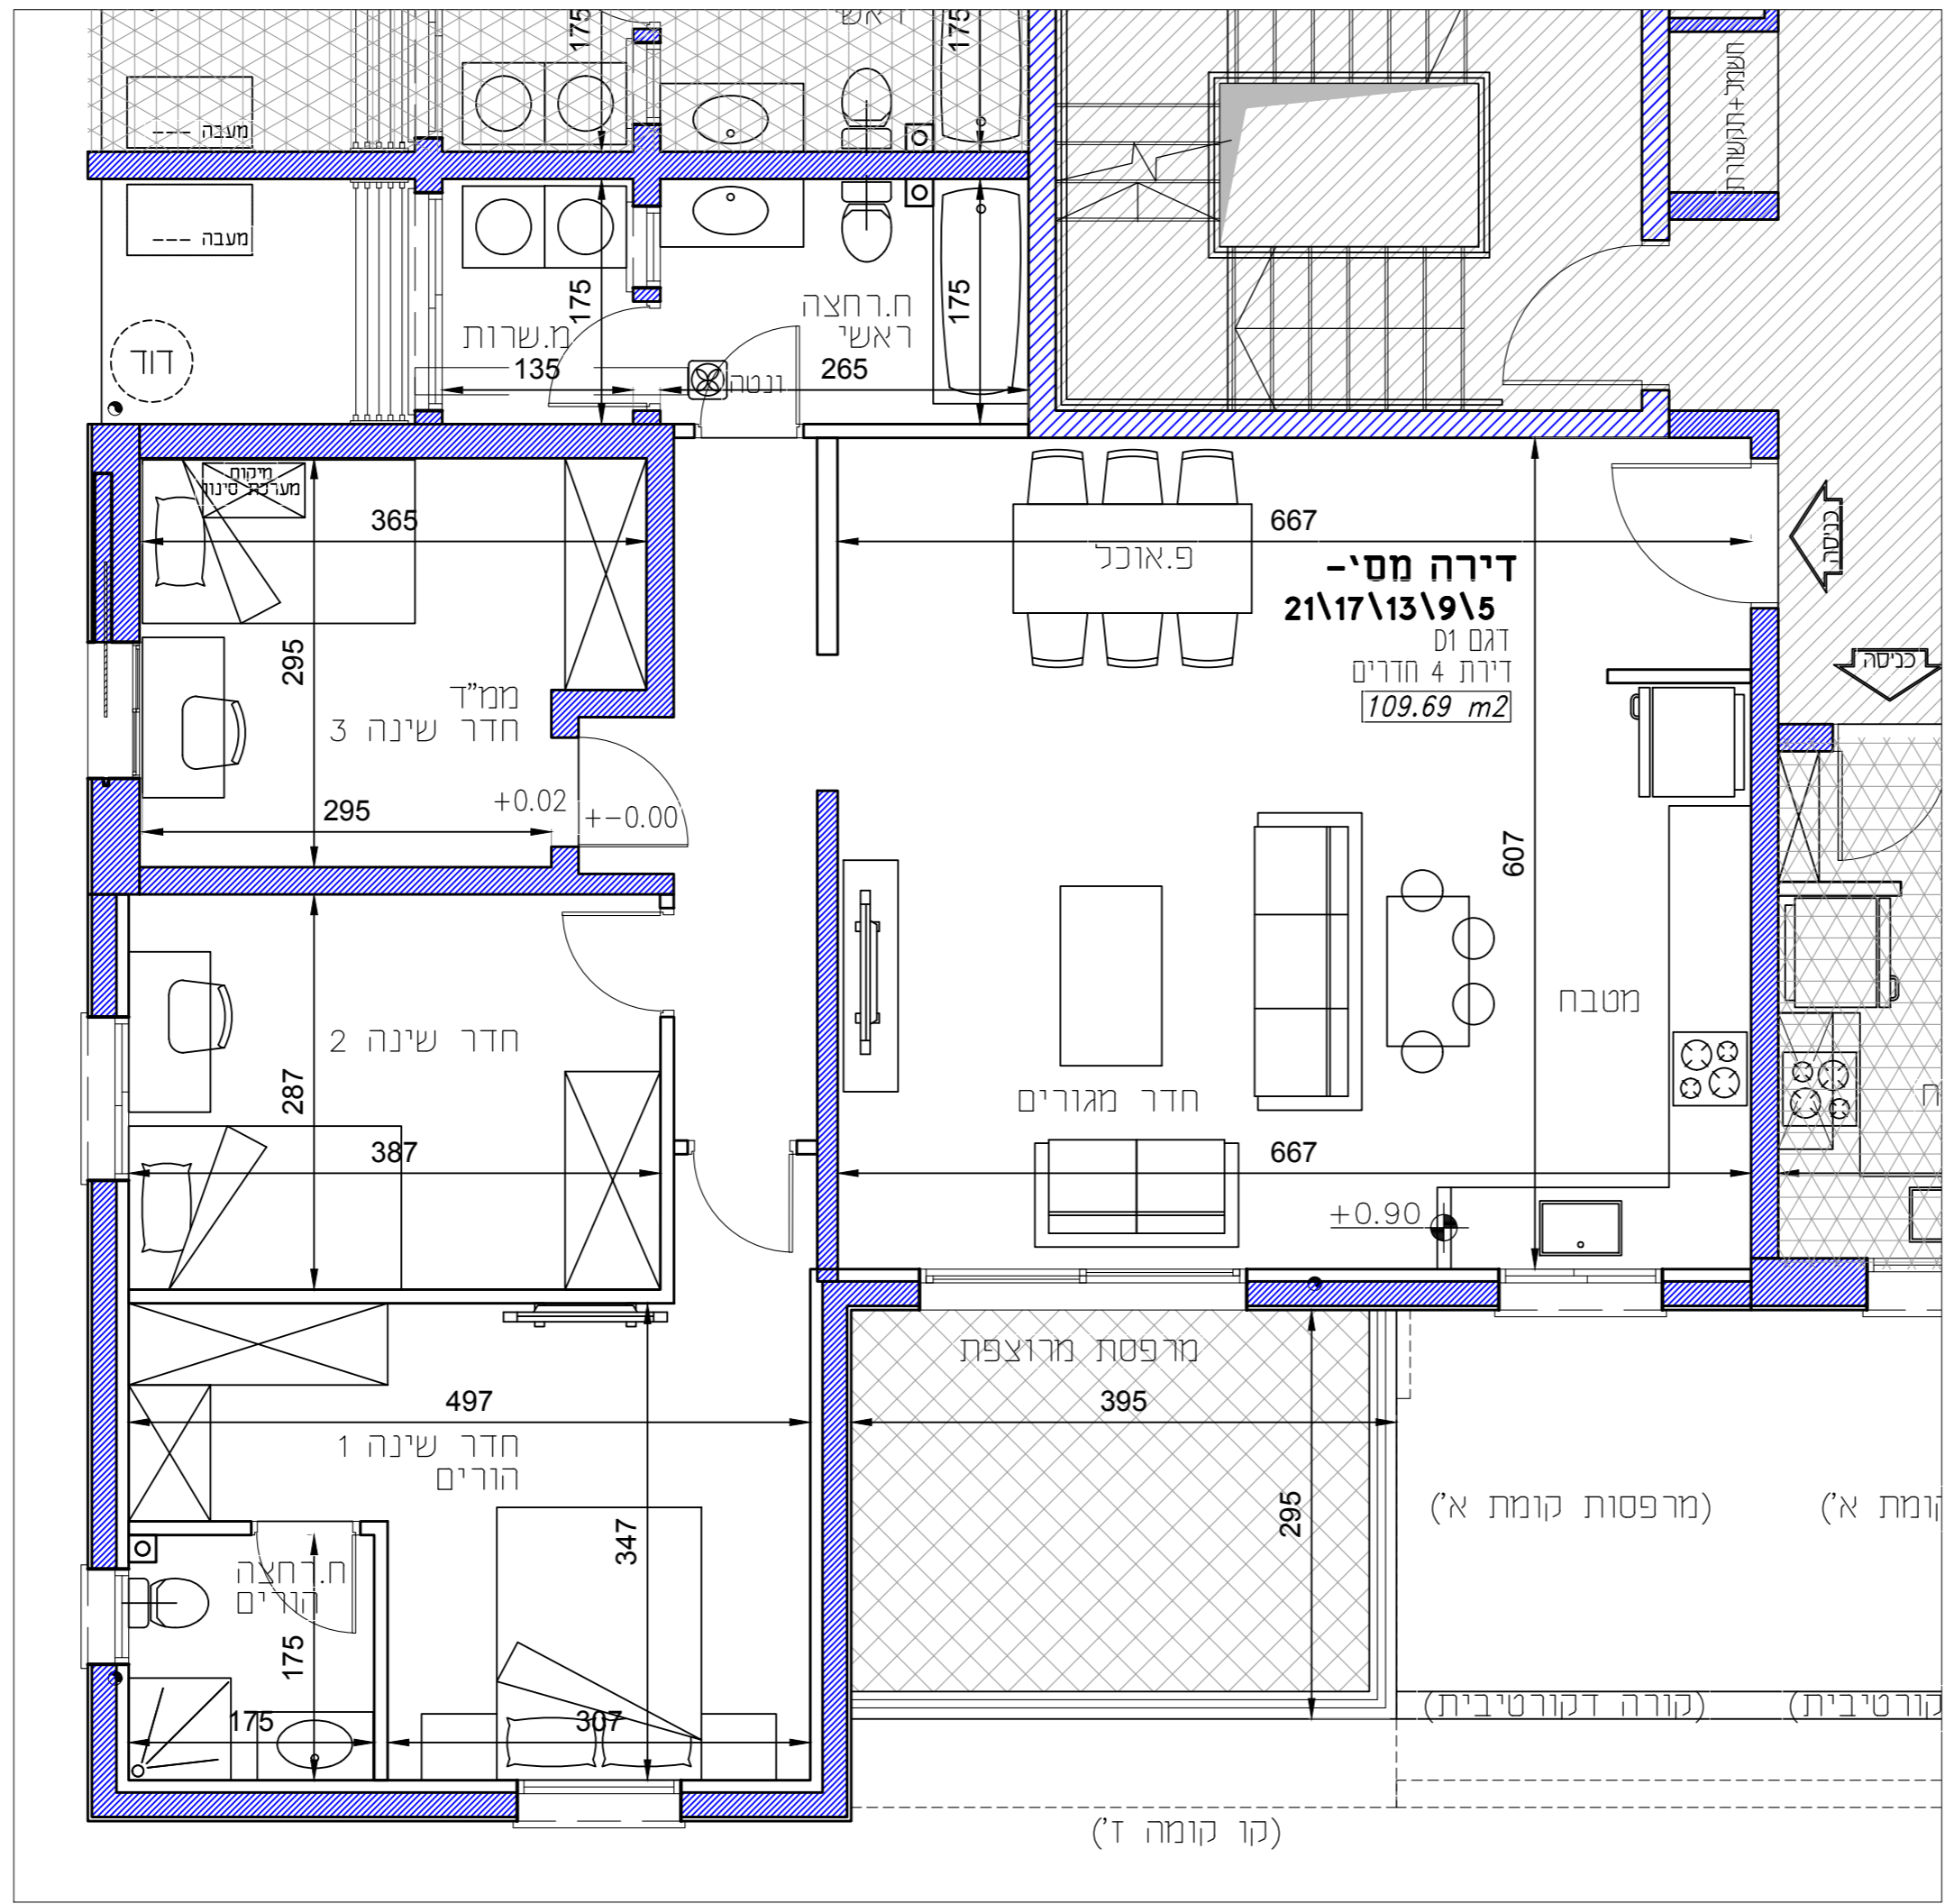 175
ראשי
175
חשמל+תקשורת
מעבה ---
מעבה ---
175
ח.רחצה
ראשי
175
מ.שרות
דוד
135
ונטה
265
מיקום
מערכת סינון
365
667
כניסה
פ.אוכל
דירה מס'-
21\17\13\9\5
דגם D1
דירת 4 חדרים
109.69 m2
כניסה
295
ממ"ד
חדר שינה 3
+0.02
+-0.00
295
607
חדר שינה 2
מטבח
287
חדר מגורים
387
667
+0.90
מרפסת מרוצפת
497
395
חדר שינה 1
הורים
347
295
(מרפסות קומת א')
קומת א')
ח.רחצה
הורים
175
175
307
(קורה דקורטיבית)
קורטיבית)
(קו קומה ז')